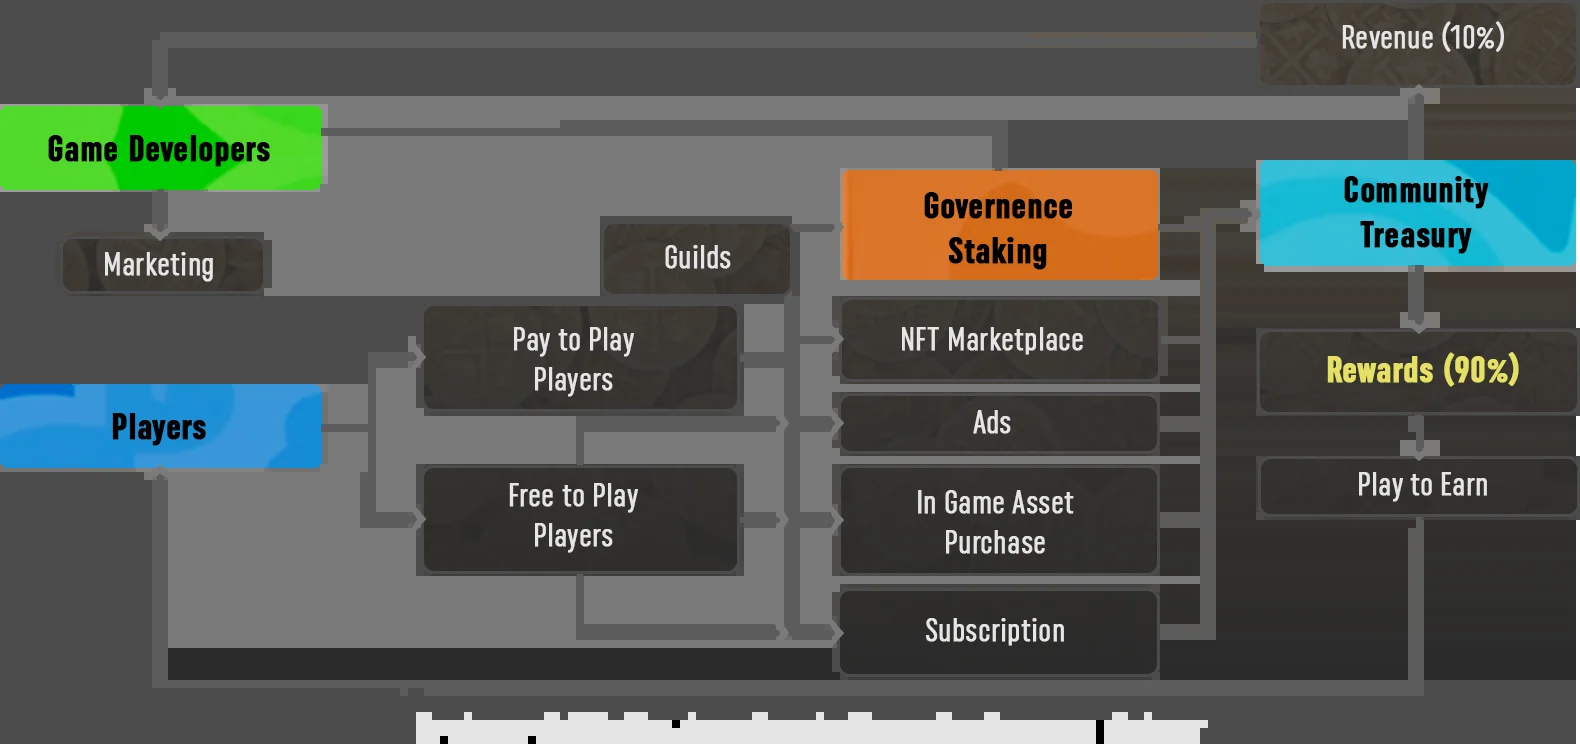 Revenue (10%)
Game Developers
Governence
Staking
Community
Treasury
Marketing
Guilds
Pay to Play
Players
NFT Marketplace
Rewards (90%)
Players
Ads
Free to Play
Players
In Game Asset
Purchase
Play to Earn
Subscription